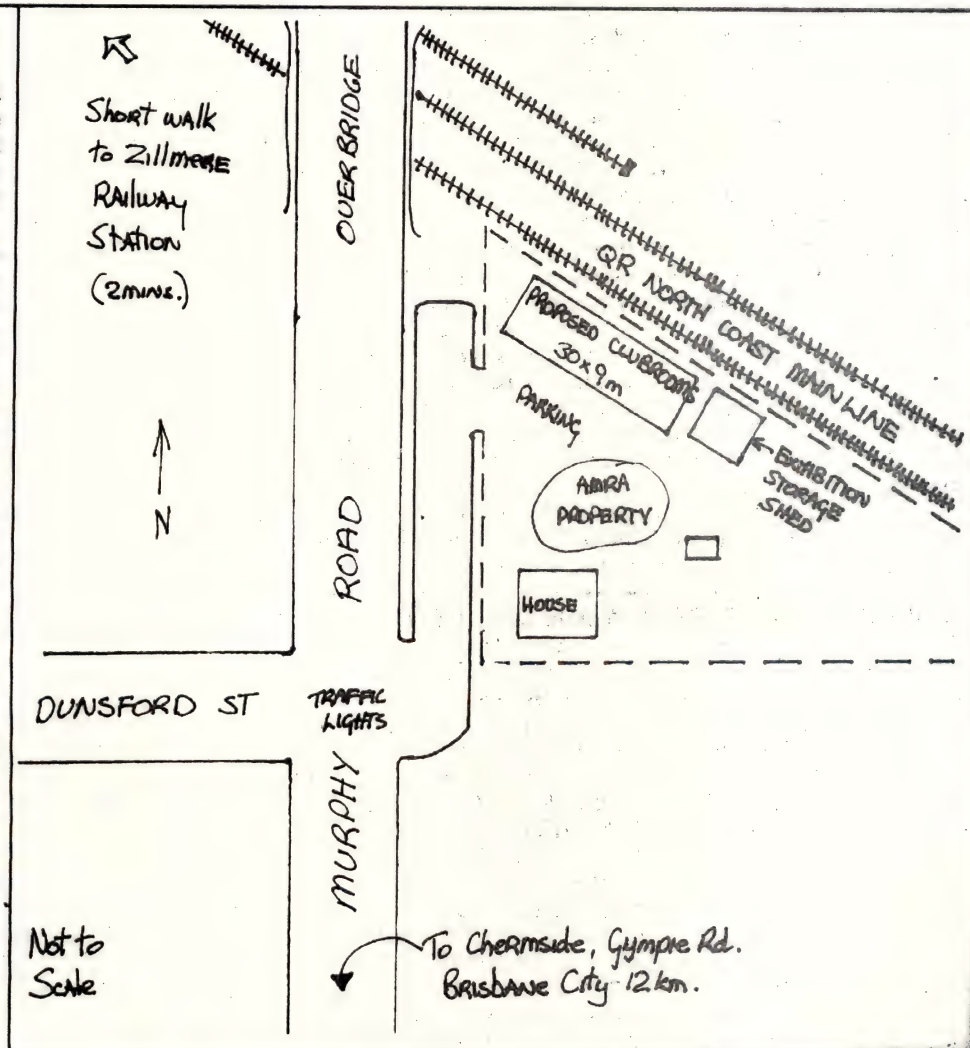 Short walk
to Zillmere
Railway
Station
(2mins.)
OVERBRIDGE
QR NORTH COAST MAIN LINE
PROPOSED CLUBROOMS
30 x 9m
PARKING
EXHIBITION
STORAGE
SHED
AMRA
PROPERTY
HOUSE
N
ROAD
DUNSFORD ST
TRAFFIC
LIGHTS
MURPHY
Not to
Scale
To Chermside, Gympie Rd.
Brisbane City 12km.